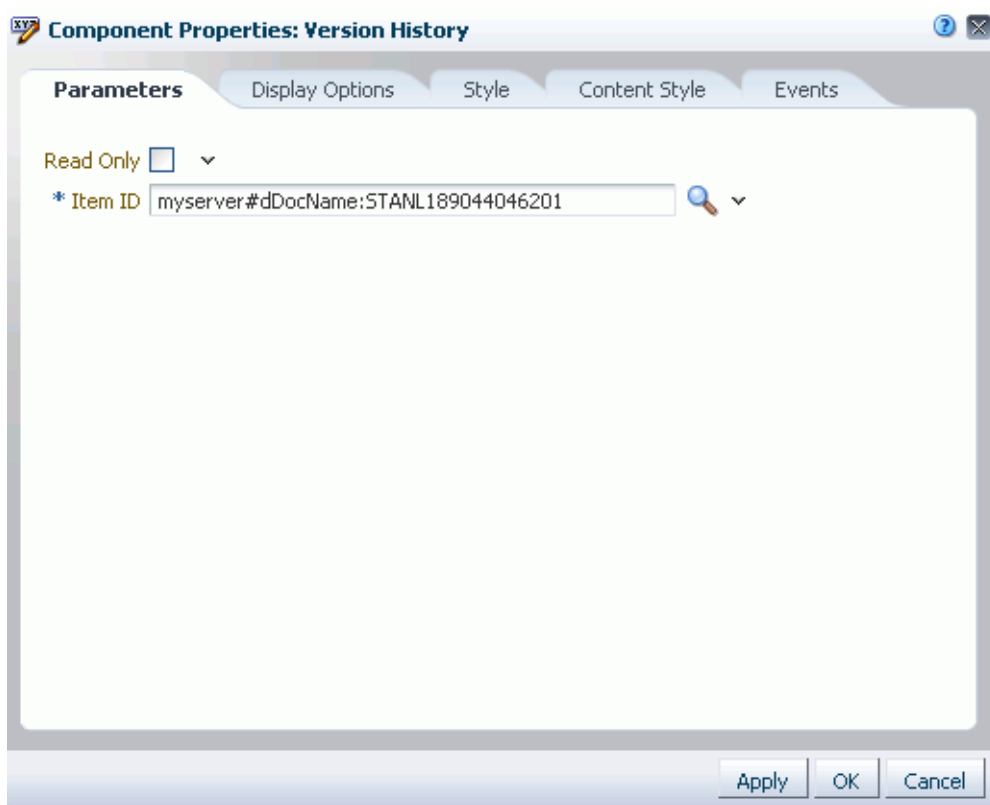 Component Properties: Version History
Parameters Display Options Style Content Style Events
Read Only
* Item ID myserver#dDocName:STANL189044046201
Apply OK Cancel